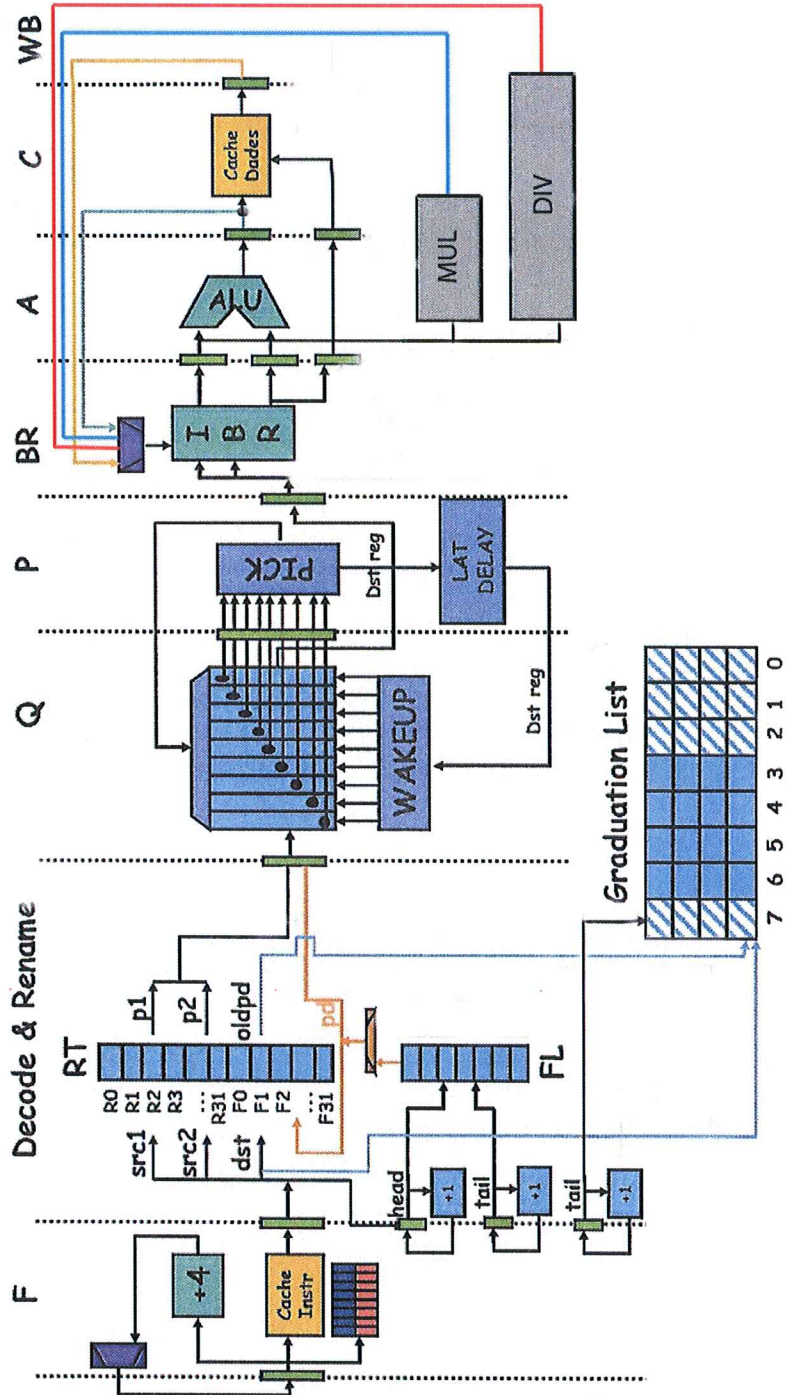 F
Decode & Rename
Q
P
BR
A
C
WB
+4
Cache
Instr
src1
src2
dst
RT
R0
R1
R2
R3
...
R31
F0
F1
F2
...
F31
p1
p2
oldpd
pd
head
+1
tail
+1
tail
+1
FL
WAKEUP
PICK
Dst reg
LAT
DELAY
Dst reg
I
B
R
ALU
Cache
Dades
MUL
DIV
Graduation List
7 6 5 4 3 2 1 0